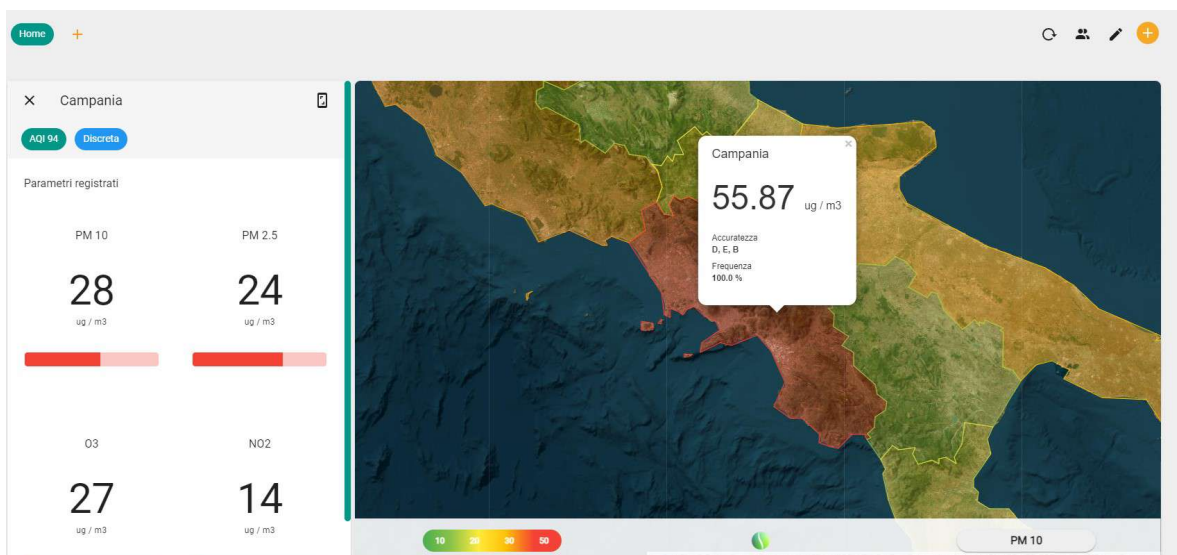 Home +
Campania
AQI 94 Discreta
Parametri registrati
PM 10 PM 2.5
28 24
ug / m3 ug / m3
O3 NO2
27 14
ug / m3 ug / m3
Campania
55.87 ug / m3
Accuratezza
D, E, B
Frequenza
100.0 %
10 20 30 50
PM 10